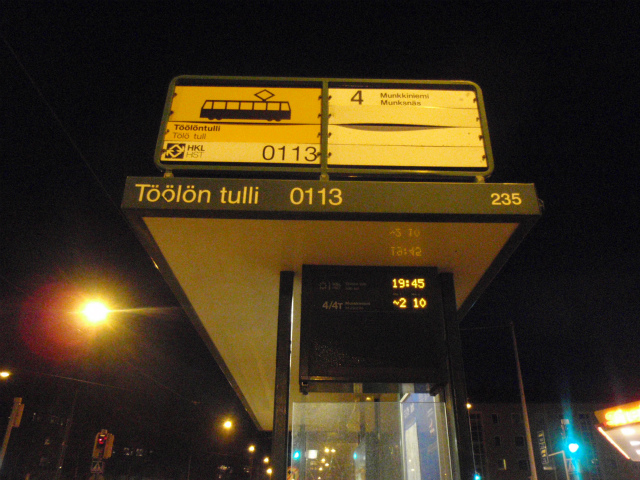 4 Munkkiniemi
Munksnäs
Töölöntulli
Tölö tull
HKL
HST
0113
Töölön tulli 0113 235
19:45
4/4T ~2 10